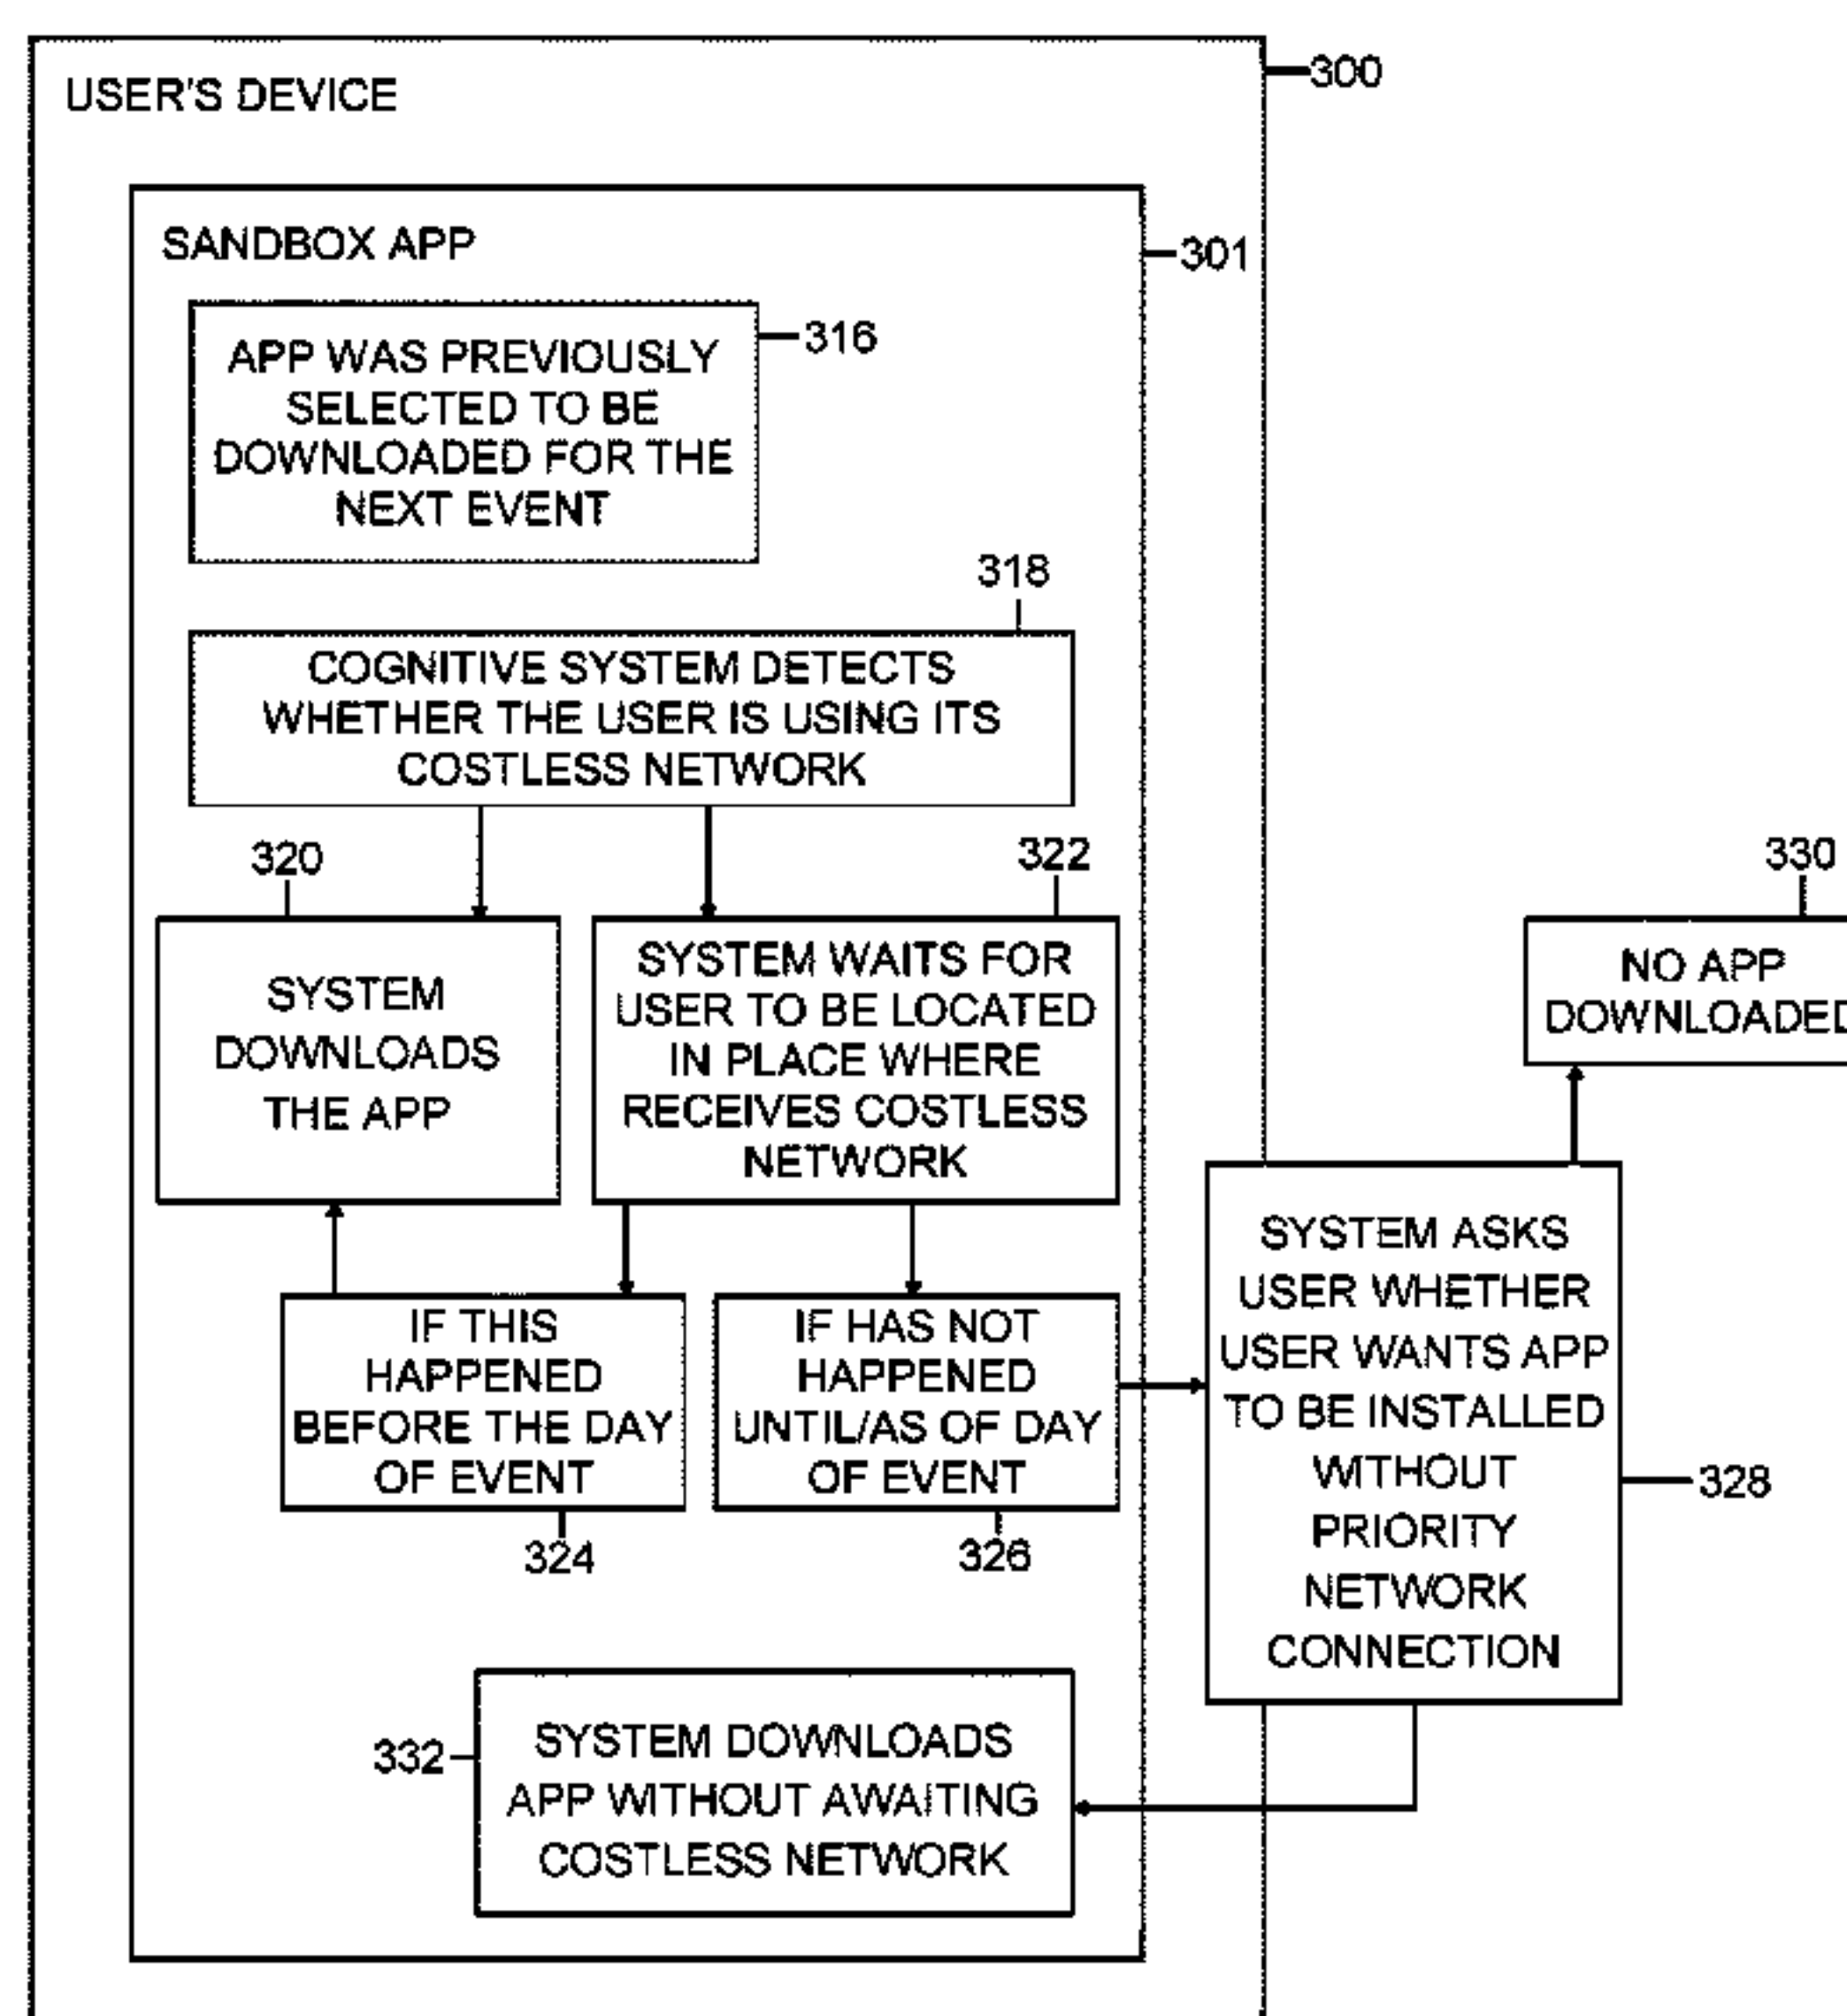 USER'S DEVICE
300
SANDBOX APP
301
APP WAS PREVIOUSLY
SELECTED TO BE
DOWNLOADED FOR THE
NEXT EVENT
316
318
COGNITIVE SYSTEM DETECTS
WHETHER THE USER IS USING ITS
COSTLESS NETWORK
320
SYSTEM
DOWNLOADS
THE APP
322
SYSTEM WAITS FOR
USER TO BE LOCATED
IN PLACE WHERE
RECEIVES COSTLESS
NETWORK
330
NO APP
DOWNLOADED
IF THIS
HAPPENED
BEFORE THE DAY
OF EVENT
324
IF HAS NOT
HAPPENED
UNTIL/AS OF DAY
OF EVENT
326
SYSTEM ASKS
USER WHETHER
USER WANTS APP
TO BE INSTALLED
WITHOUT
PRIORITY
NETWORK
CONNECTION
328
332
SYSTEM DOWNLOADS
APP WITHOUT AWAITING
COSTLESS NETWORK